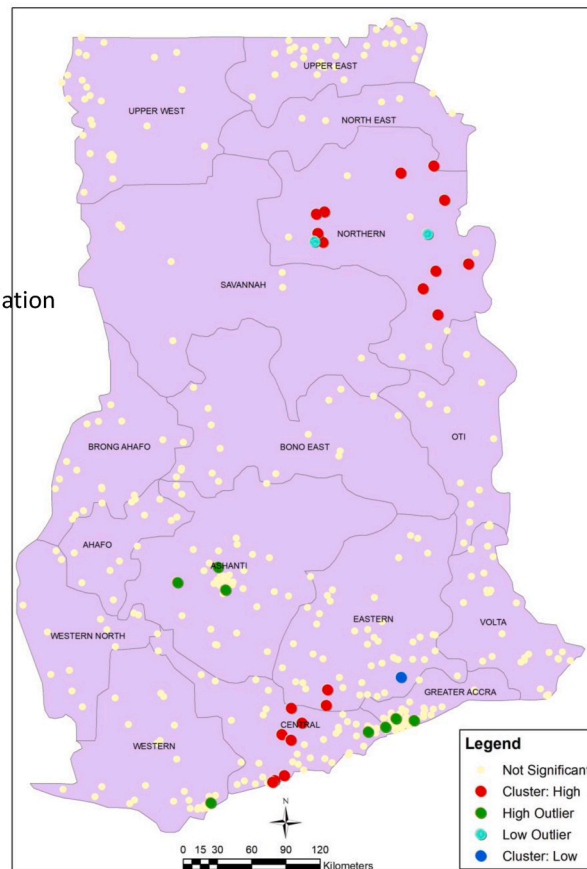 UPPER EAST
UPPER WEST
NORTH EAST
NORTHERN
SAVANNAH
ation
OTI
BRONG AHAFO
BONO EAST
AHAFO
ASHANTI
EASTERN
VOLTA
WESTERN NORTH
GREATER ACCRA
CENTRAL
WESTERN
Legend
Not Significant
Cluster: High
High Outlier
Low Outlier
Cluster: Low
N
0 15 30 60 90 120
Kilometers